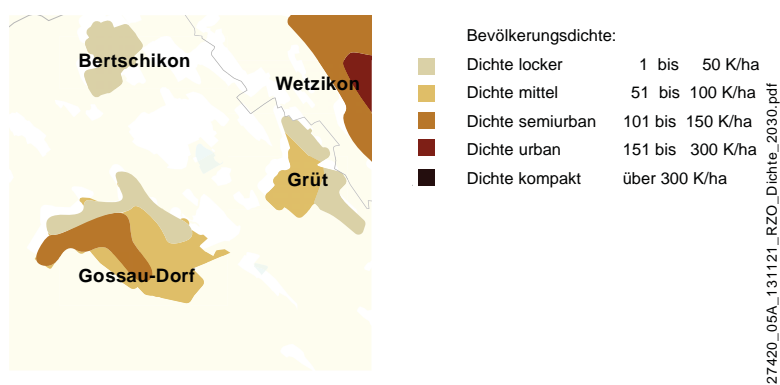 Bertschikon
Wetzikon
Grüt
Gossau-Dorf
Bevölkerungsdichte:
Dichte locker 1 bis 50 K/ha
Dichte mittel 51 bis 100 K/ha
Dichte semiurban 101 bis 150 K/ha
Dichte urban 151 bis 300 K/ha
Dichte kompakt über 300 K/ha
27420_05A_131121_RZO_Dichte_2030.pdf